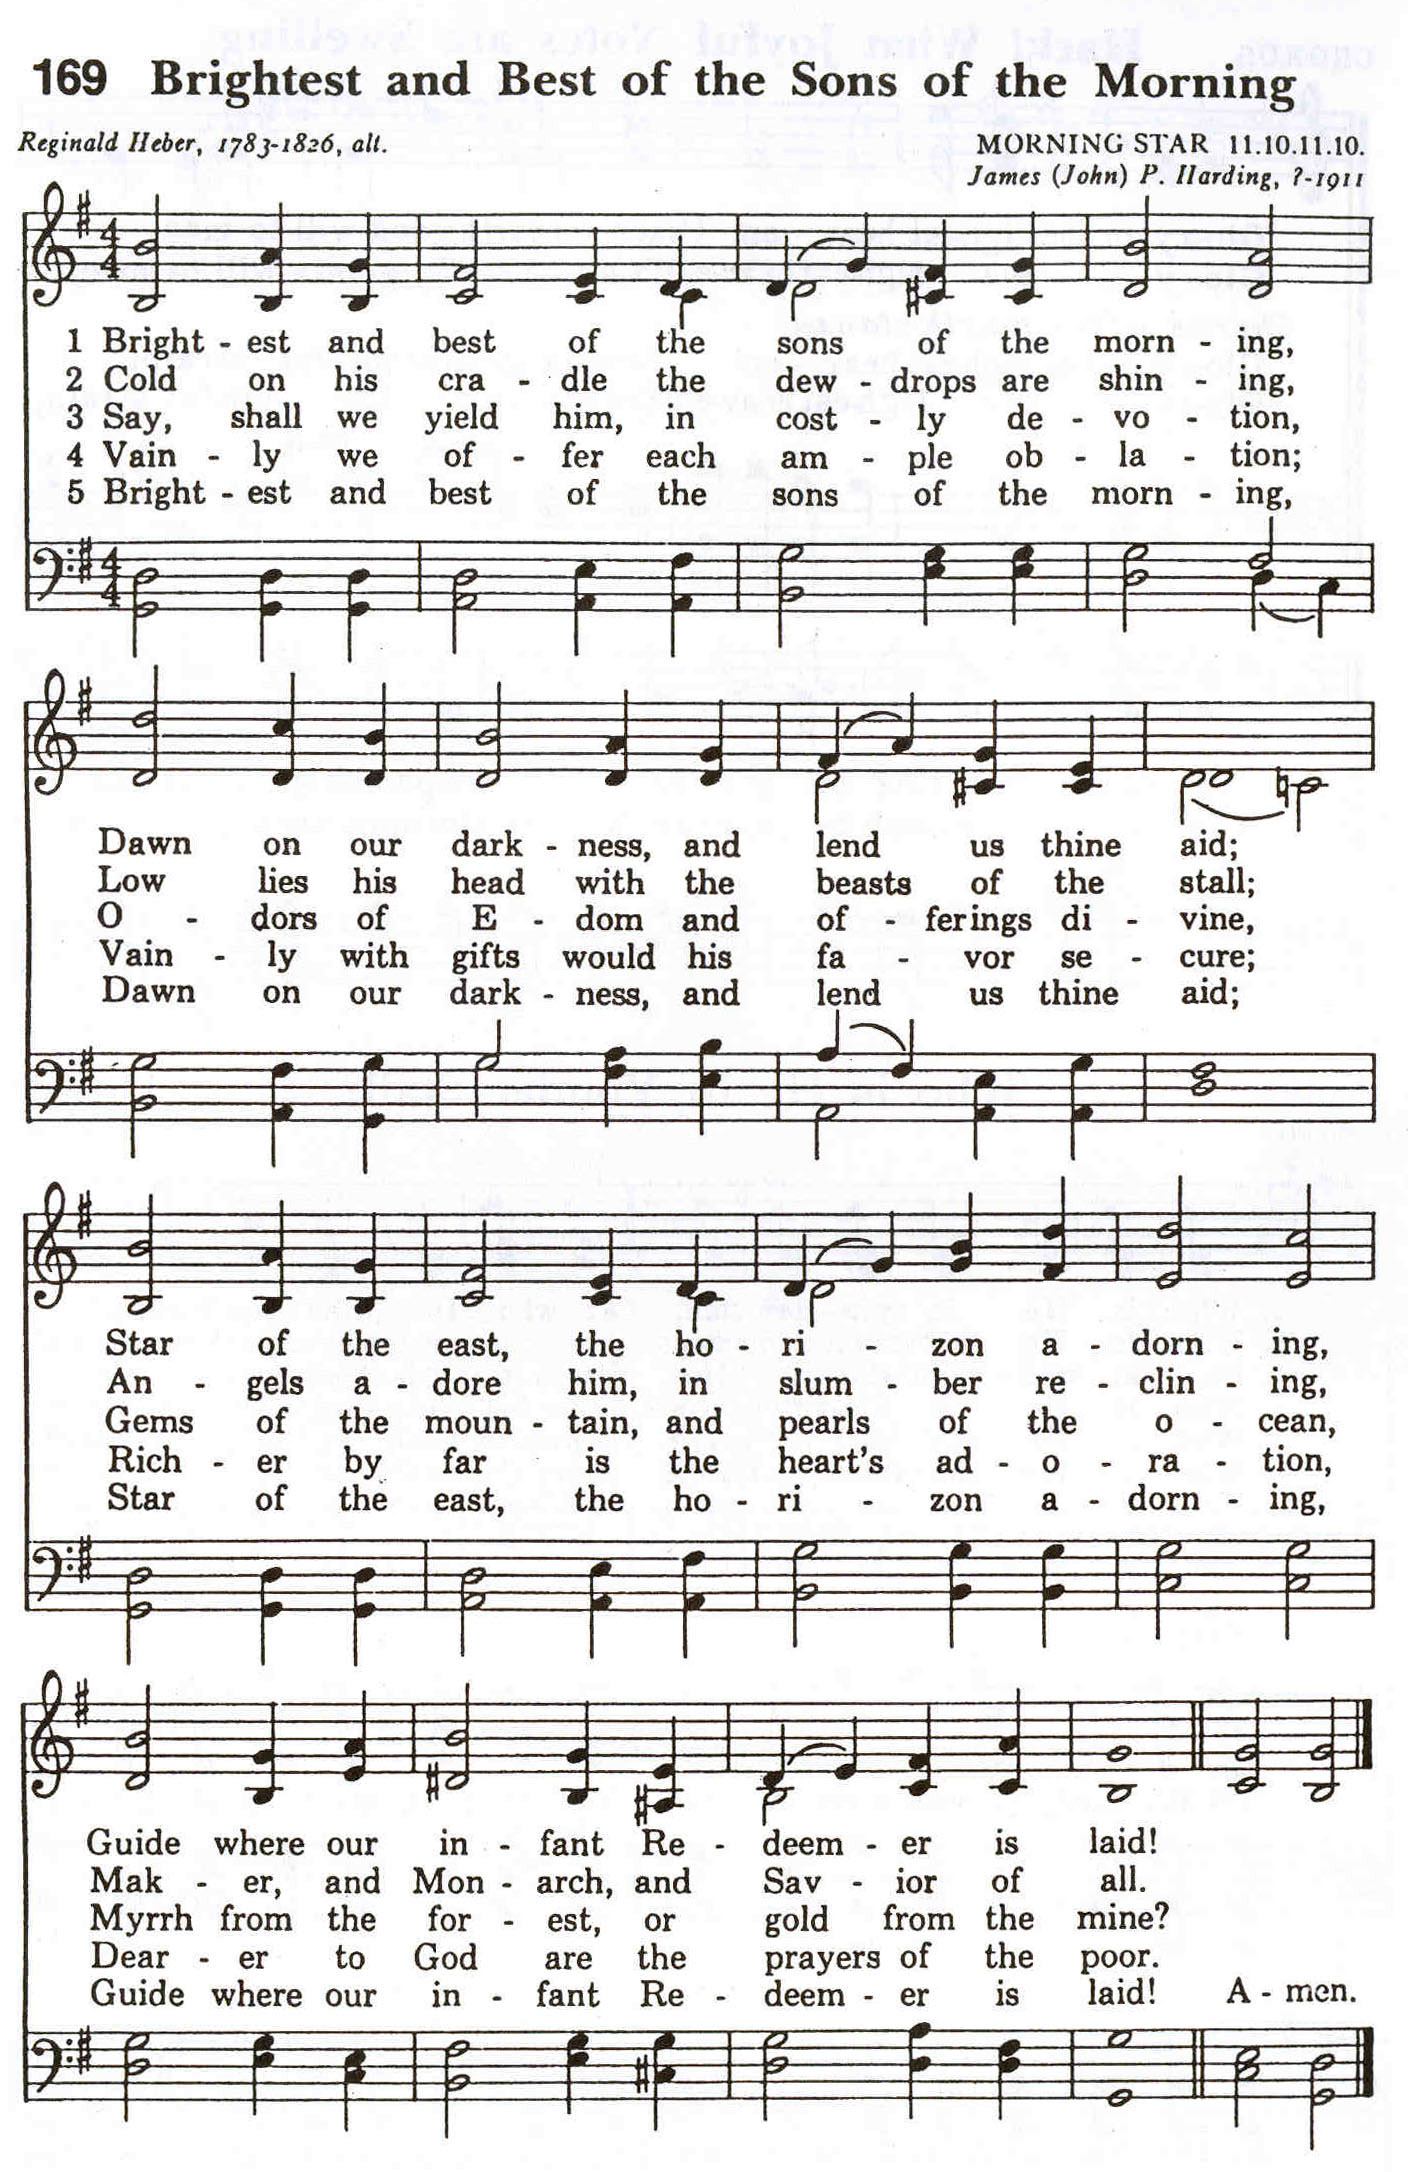 169 Brightest and Best of the Sons of the Morning
Reginald Heber, 1783-1826, alt.
MORNING STAR 11.10.11.10.
James (John) P. Harding, ?-1911
1 Bright - est and best of the sons of the morn - ing,
2 Cold on his cra - dle the dew - drops are shin - ing,
3 Say, shall we yield him, in cost - ly de - vo - tion,
4 Vain - ly we of - fer each am - ple ob - la - tion;
5 Bright - est and best of the sons of the morn - ing,
Dawn on our dark - ness, and lend us thine aid;
Low lies his head with the beasts of the stall;
O - dors of E - dom and of - ferings di - vine,
Vain - ly with gifts would his fa - vor se - cure;
Dawn on our dark - ness, and lend us thine aid;
Star of the east, the ho - ri - zon a - dorn - ing,
An - gels a - dore him, in slum - ber re - clin - ing,
Gems of the moun - tain, and pearls of the o - cean,
Rich - er by far is the heart's ad - o - ra - tion,
Star of the east, the ho - ri - zon a - dorn - ing,
Guide where our in - fant Re - deem - er is laid!
Mak - er, and Mon - arch, and Sav - ior of all.
Myrrh from the for - est, or gold from the mine?
Dear - er to God are the prayers of the poor.
Guide where our in - fant Re - deem - er is laid! A - men.